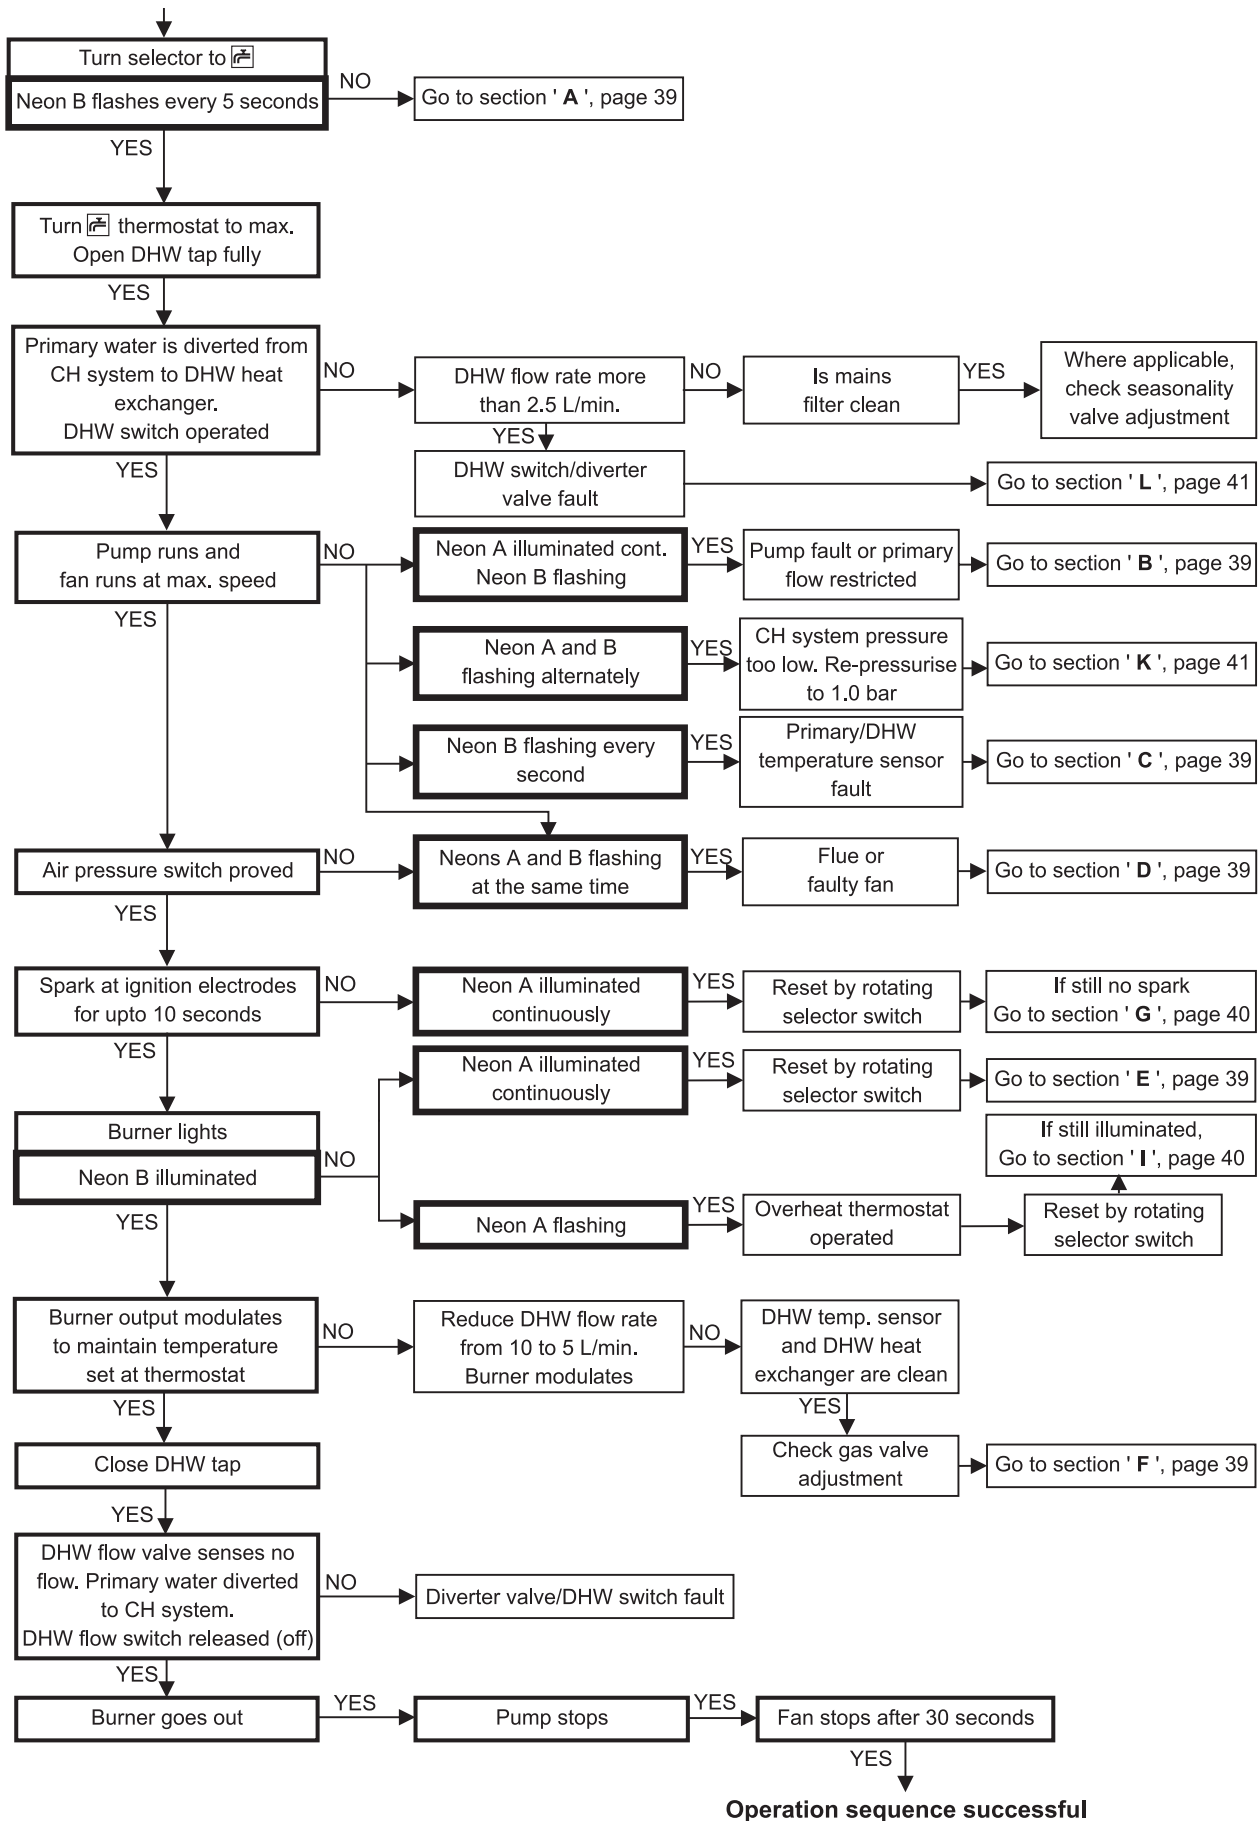 Turn selector to
Neon B flashes every 5 seconds
NO
Go to section ' A ', page 39
YES
Turn thermostat to max.
Open DHW tap fully
YES
Primary water is diverted from
CH system to DHW heat
exchanger.
DHW switch operated
NO
DHW flow rate more
than 2.5 L/min.
NO
Is mains
filter clean
YES
Where applicable,
check seasonality
valve adjustment
YES
DHW switch/diverter
valve fault
Go to section ' L ', page 41
YES
Pump runs and
fan runs at max. speed
NO
Neon A illuminated cont.
Neon B flashing
YES
Pump fault or primary
flow restricted
Go to section ' B ', page 39
Neon A and B
flashing alternately
YES
CH system pressure
too low. Re-pressurise
to 1.0 bar
Go to section ' K ', page 41
Neon B flashing every
second
YES
Primary/DHW
temperature sensor
fault
Go to section ' C ', page 39
YES
Air pressure switch proved
NO
Neons A and B flashing
at the same time
YES
Flue or
faulty fan
Go to section ' D ', page 39
YES
Spark at ignition electrodes
for upto 10 seconds
NO
Neon A illuminated
continuously
YES
Reset by rotating
selector switch
If still no spark
Go to section ' G ', page 40
YES
Burner lights
Neon B illuminated
NO
Neon A illuminated
continuously
YES
Reset by rotating
selector switch
Go to section ' E ', page 39
Neon A flashing
YES
Overheat thermostat
operated
Reset by rotating
selector switch
If still illuminated,
Go to section ' I ', page 40
YES
Burner output modulates
to maintain temperature
set at thermostat
NO
Reduce DHW flow rate
from 10 to 5 L/min.
Burner modulates
NO
DHW temp. sensor
and DHW heat
exchanger are clean
YES
Check gas valve
adjustment
Go to section ' F ', page 39
YES
Close DHW tap
YES
DHW flow valve senses no
flow. Primary water diverted
to CH system.
DHW flow switch released (off)
NO
Diverter valve/DHW switch fault
YES
Burner goes out
YES
Pump stops
YES
Fan stops after 30 seconds
YES
Operation sequence successful